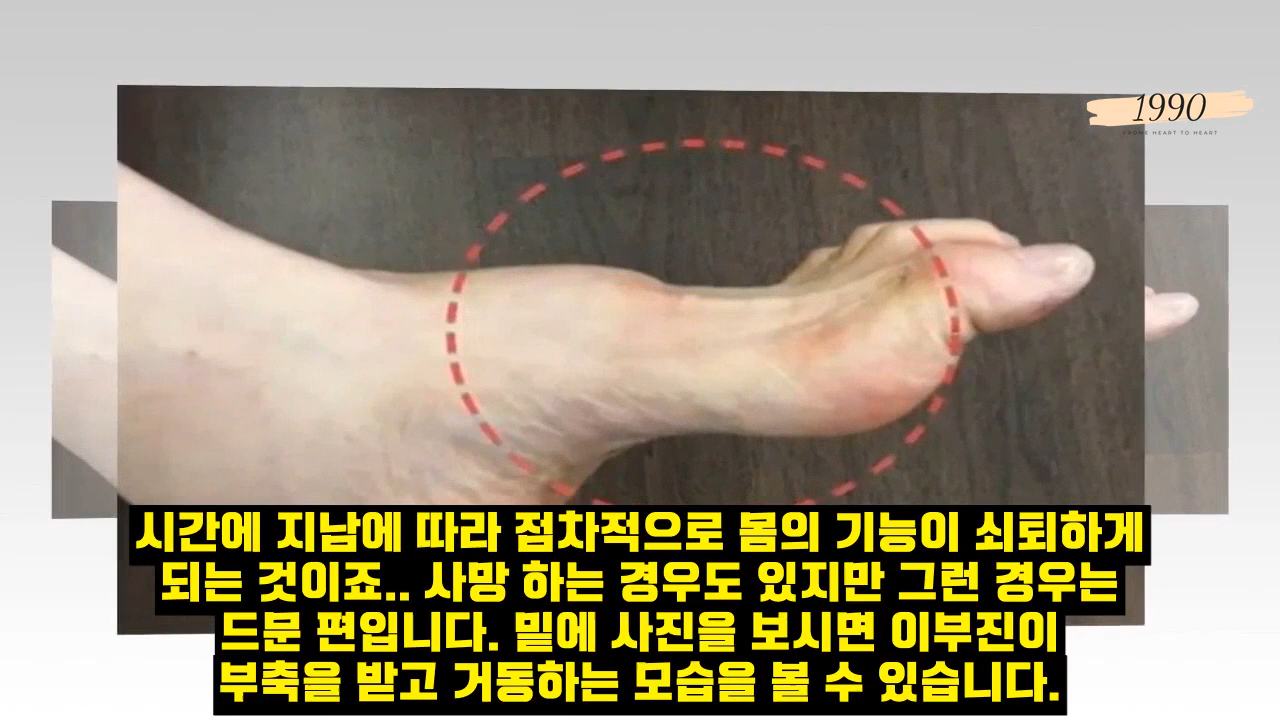 1990
FROME HEART TO HEART
시간에 지남에 따라 점차적으로 몸의 기능이 쇠퇴하게
되는 것이죠.. 사망 하는 경우도 있지만 그런 경우는
드문 편입니다. 밑에 사진을 보시면 이부진이
부축을 받고 거동하는 모습을 볼 수 있습니다.